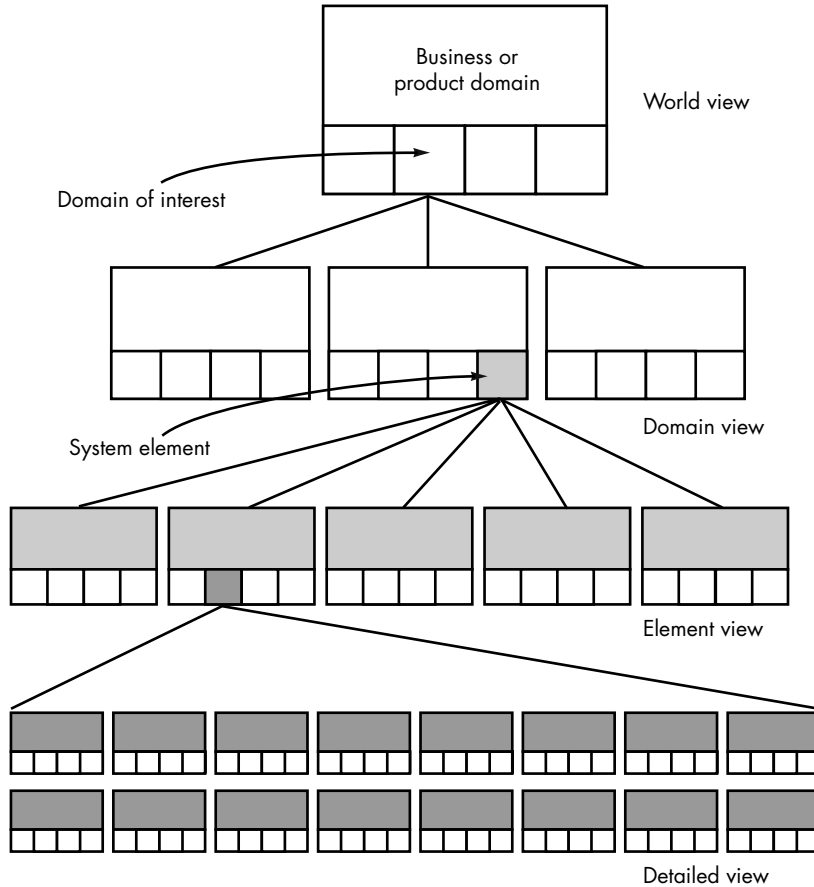 Business or
product domain
World view
Domain of interest
Domain view
System element
Element view
Detailed view